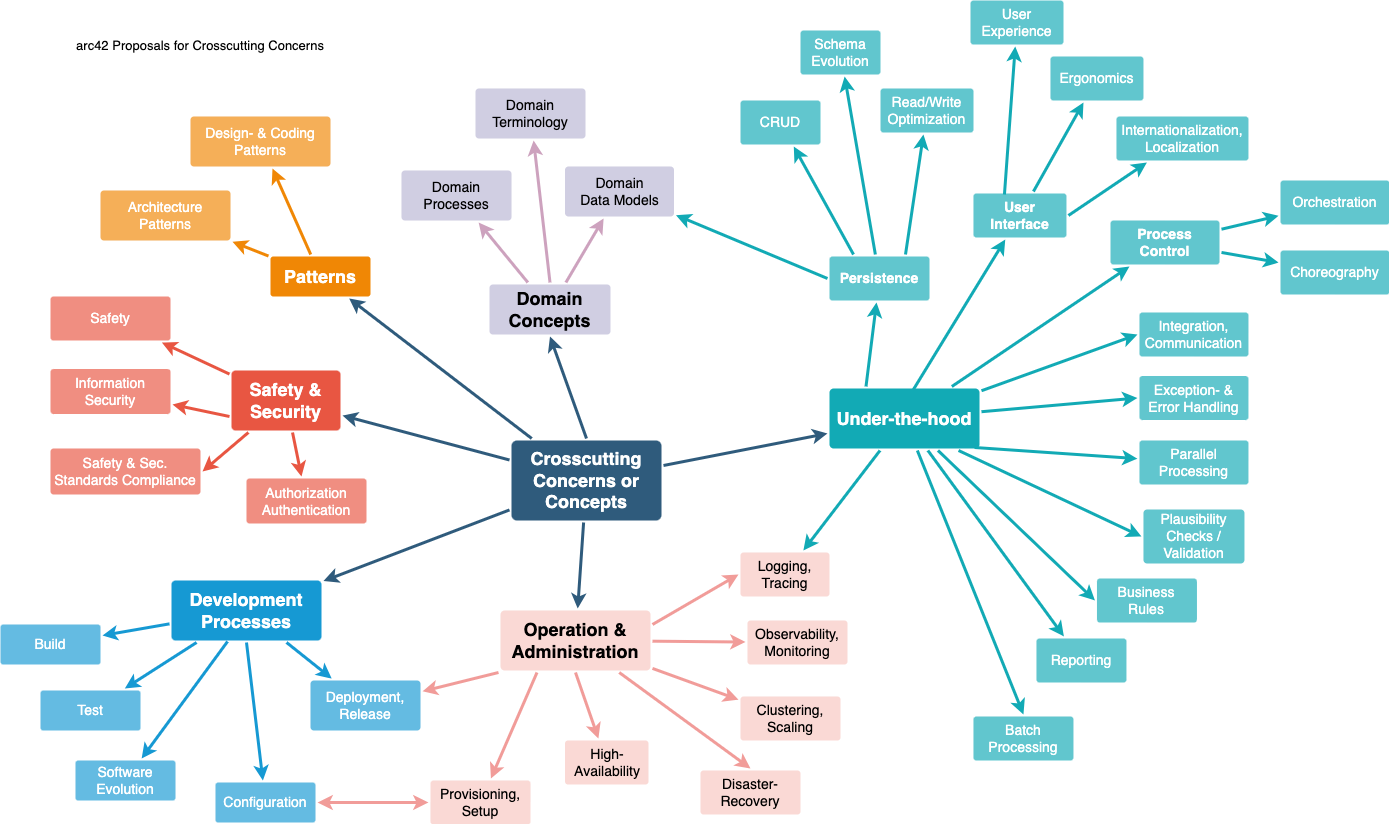 arc42 Proposals for Crosscutting Concerns
Crosscutting
Concerns or
Concepts
Patterns
Design- & Coding
Patterns
Architecture
Patterns
Domain
Concepts
Domain
Processes
Domain
Terminology
Domain
Data Models
Safety &
Security
Safety
Information
Security
Safety & Sec.
Standards Compliance
Authorization
Authentication
Development
Processes
Build
Test
Software
Evolution
Configuration
Deployment,
Release
Operation &
Administration
Logging,
Tracing
Observability,
Monitoring
Clustering,
Scaling
Disaster-
Recovery
High-
Availability
Provisioning,
Setup
Under-the-hood
Persistence
CRUD
Schema
Evolution
Read/Write
Optimization
User
Interface
User
Experience
Ergonomics
Internationalization,
Localization
Process
Control
Orchestration
Choreography
Integration,
Communication
Exception- &
Error Handling
Parallel
Processing
Plausibility
Checks /
Validation
Business
Rules
Reporting
Batch
Processing